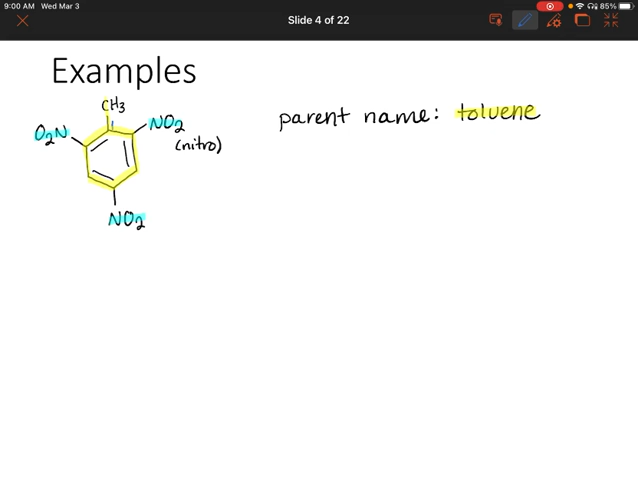 9:00 AM Wed Mar 3
85%
Slide 4 of 22
Examples
CH3
O2N
NO2
(nitro)
NO2
parent name: toluene